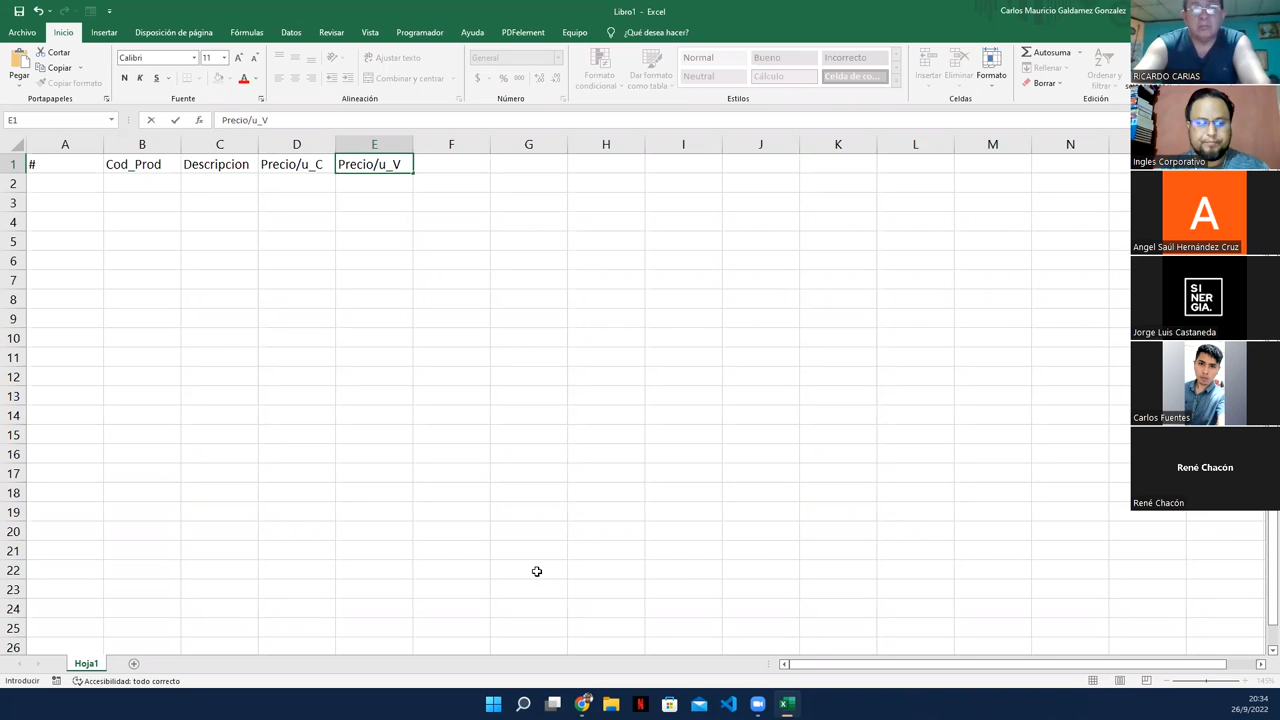 Libro1 - Excel
Carlos Mauricio Galdamez Gonzalez
Archivo Inicio Insertar Disposición de página Fórmulas Datos Revisar Vista Programador Ayuda PDFelement Equipo ¿Qué desea hacer?
Pegar
Cortar
Copiar
Copiar formato
Portapapeles
Calibri 11
N K S
Fuente
Ajustar texto
Combinar y centrar
Alineación
General
$ % 000
Número
Formato condicional
Dar formato como tabla
Normal Bueno Incorrecto
Neutral Cálculo Celda de co...
Estilos
Insertar Eliminar Formato
Celdas
Autosuma
Rellenar
Borrar
Ordenar y
Edición
E1 Precio/u_V
A B C D E F G H I J K L M N
1 # Cod_Prod Descripcion Precio/u_C Precio/u_V
2
3
4
5
6
7
8
9
10
11
12
13
14
15
16
17
18
19
20
21
22
23
24
25
26
Hoja1
Introducir Accesibilidad: todo correcto 145%
RICARDO CARIAS
Ingles Corporativo
A
Angel Saúl Hernández Cruz
SI
NER
GIA.
Jorge Luis Castaneda
Carlos Fuentes
René Chacón
René Chacón
20:34
26/9/2022